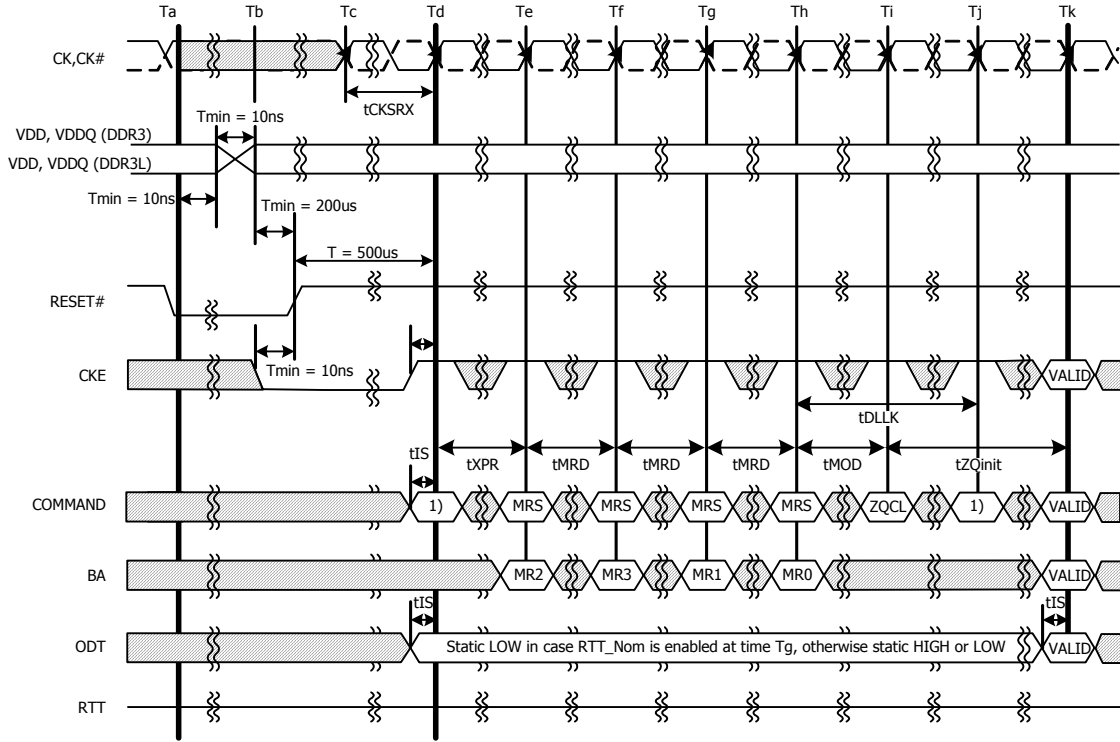 Ta Tb Tc Td Te Tf Tg Th Ti Tj Tk
CK,CK#
tCKSRX
Tmin = 10ns
VDD, VDDQ (DDR3)
VDD, VDDQ (DDR3L)
Tmin = 10ns
Tmin = 200us
T = 500us
RESET#
Tmin = 10ns
CKE
VALID
tDLLK
tIS
tXPR tMRD tMRD tMRD tMOD tZQinit
COMMAND 1) MRS MRS MRS MRS ZQCL 1) VALID
BA MR2 MR3 MR1 MR0 VALID
tIS tIS
ODT Static LOW in case RTT_Nom is enabled at time Tg, otherwise static HIGH or LOW VALID
RTT